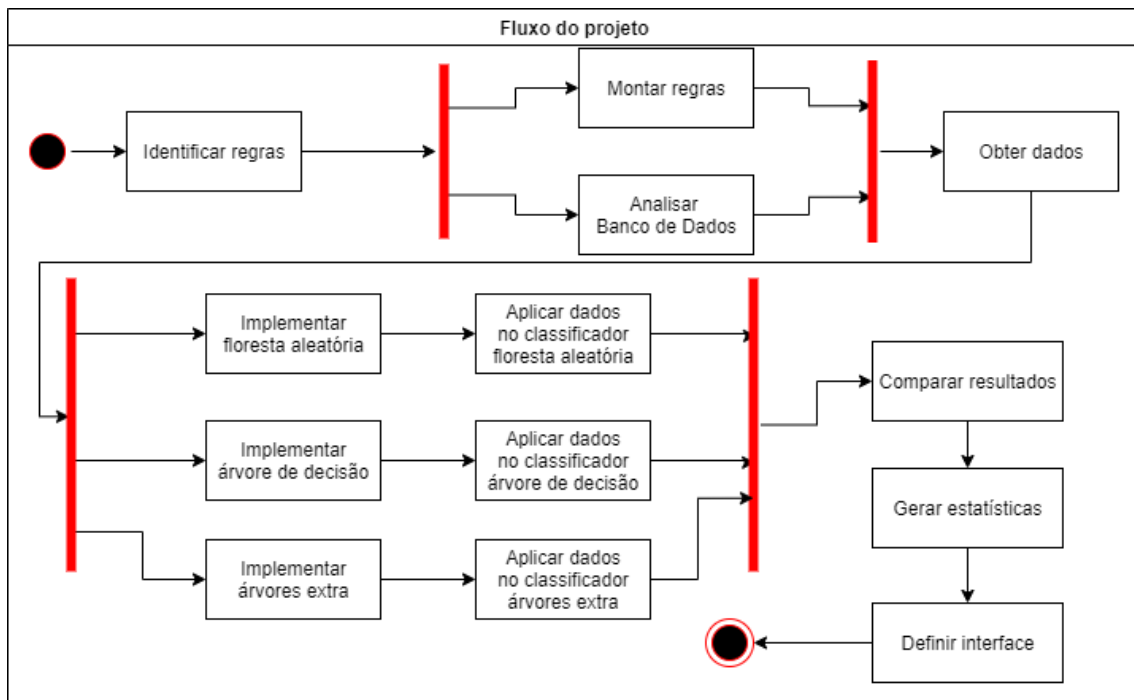 Fluxo do projeto
Identificar regras
Montar regras
Analisar
Banco de Dados
Obter dados
Implementar
floresta aleatória
Aplicar dados
no classificador
floresta aleatória
Implementar
árvore de decisão
Aplicar dados
no classificador
árvore de decisão
Implementar
árvores extra
Aplicar dados
no classificador
árvores extra
Comparar resultados
Gerar estatísticas
Definir interface